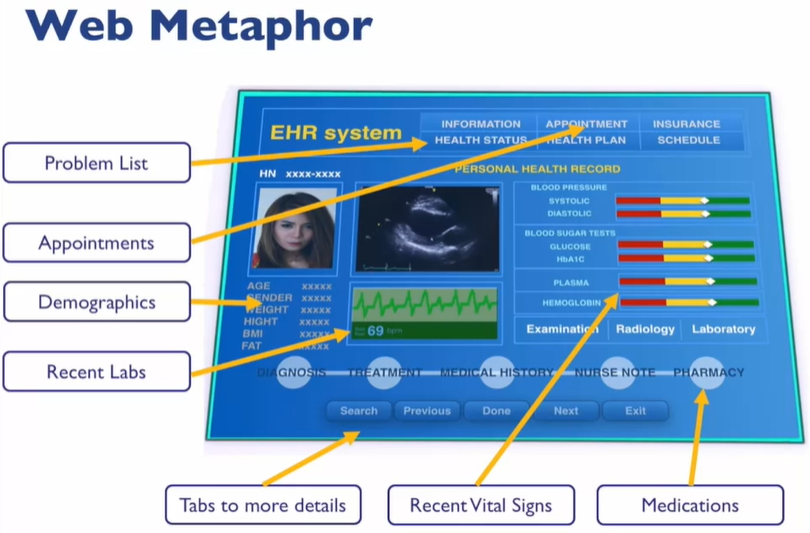 Web Metaphor
EHR system
INFORMATION APPOINTMENT INSURANCE
HEALTH STATUS HEALTH PLAN SCHEDULE
Problem List
HN xxxx-xxxx
PERSONAL HEALTH RECORD
BLOOD PRESSURE
SYSTOLIC
DIASTOLIC
Appointments
BLOOD SUGAR TESTS
GLUCOSE
HbA1C
Demographics
AGE xxxxx
GENDER xxxxx
WEIGHT xxxxx
HIGHT xxxxx
BMI xxxxx
FAT xxxxx
PLASMA
HEMOGLOBIN
69 bpm
Examination Radiology Laboratory
Recent Labs
DIAGNOSIS TREATMENT MEDICAL HISTORY NURSE NOTE PHARMACY
Search Previous Done Next Exit
Tabs to more details Recent Vital Signs Medications